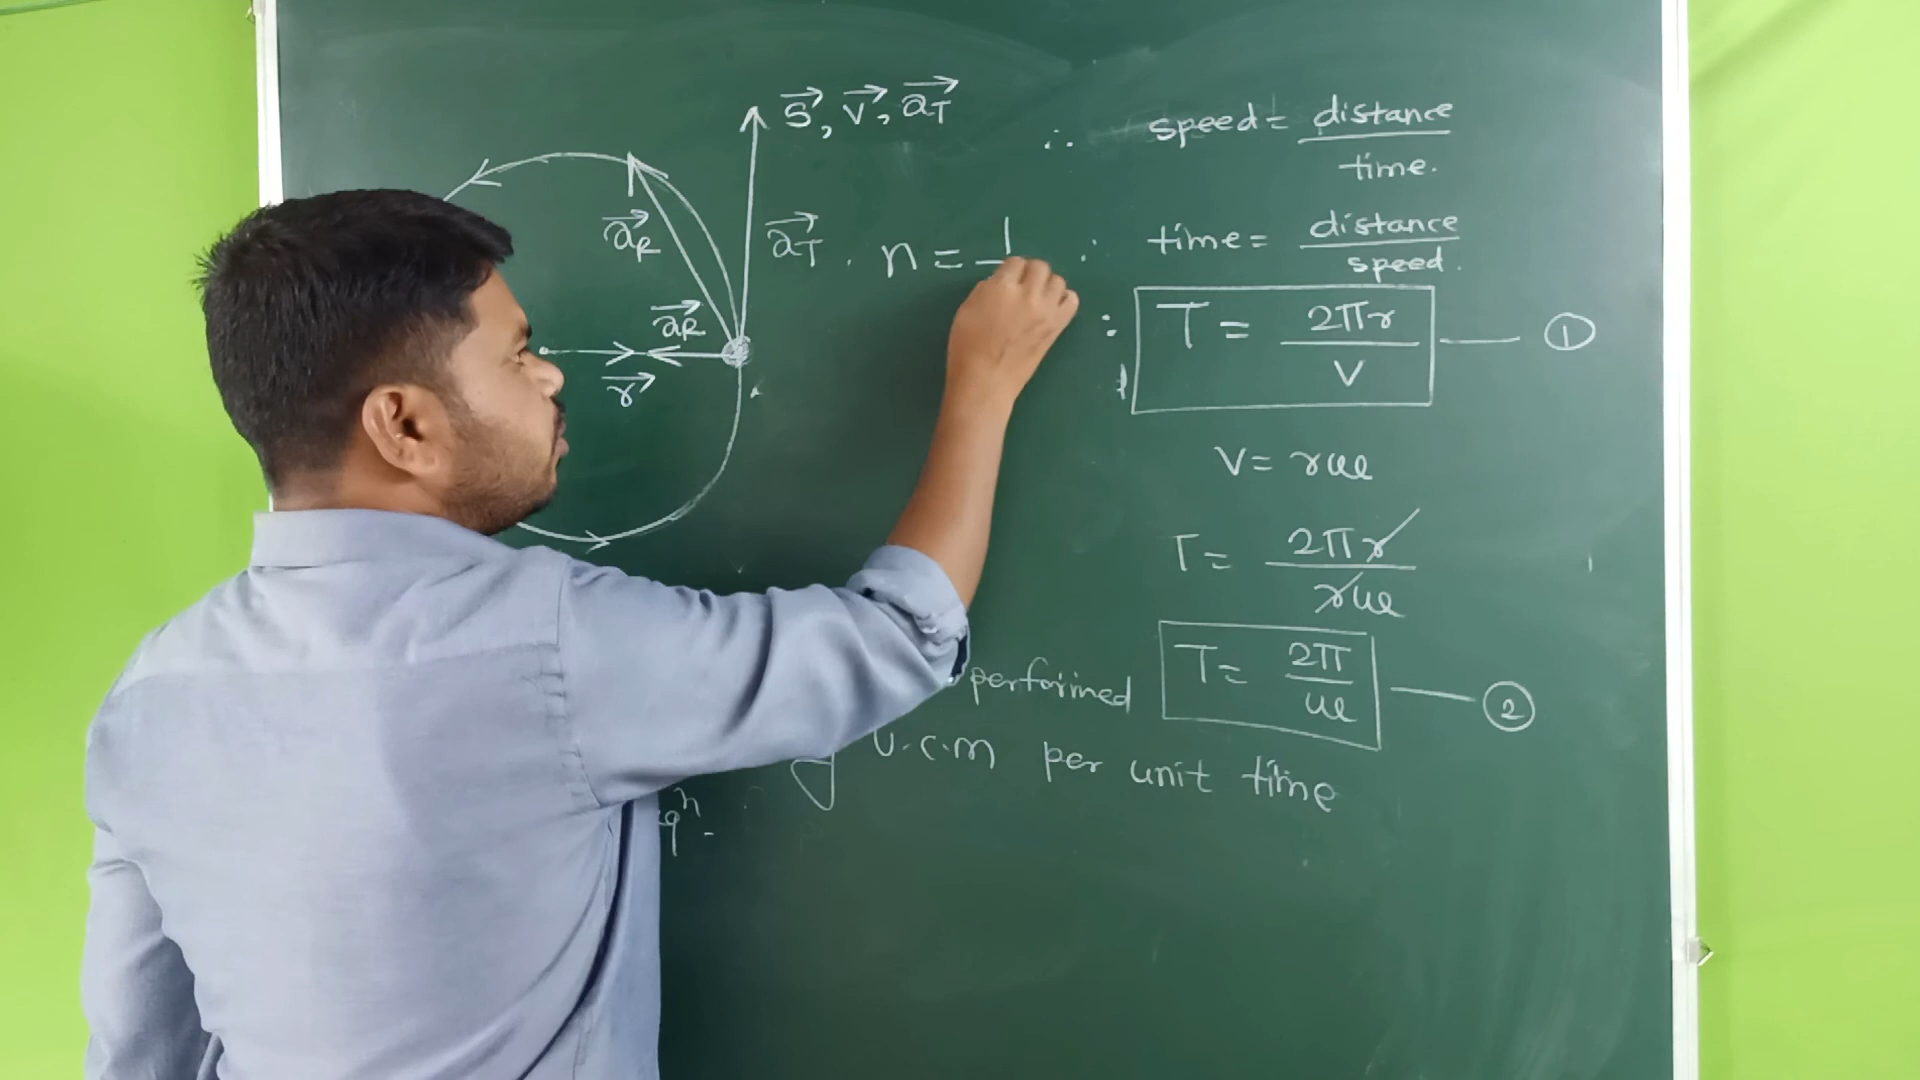 S⃗, V⃗, a⃗T
a⃗R
a⃗T
a⃗R
r⃗
n = 1
∴ speed = distance / time.
∴ time = distance / speed.
∴ T = 2πr / v — ①
v = rω
T = 2πr / rω
T = 2π / ω — ②
performed
U.C.M per unit time